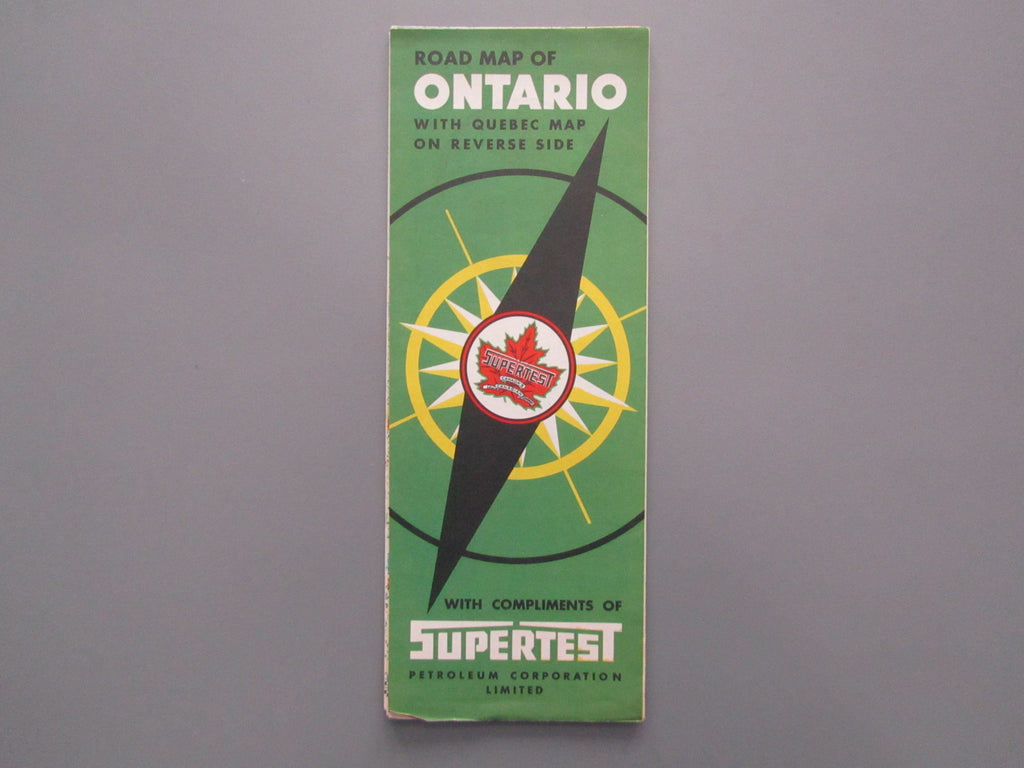 ROAD MAP OF
ONTARIO
WITH QUEBEC MAP
ON REVERSE SIDE
SUPERTEST
WITH COMPLIMENTS OF
SUPERTEST
PETROLEUM CORPORATION
LIMITED